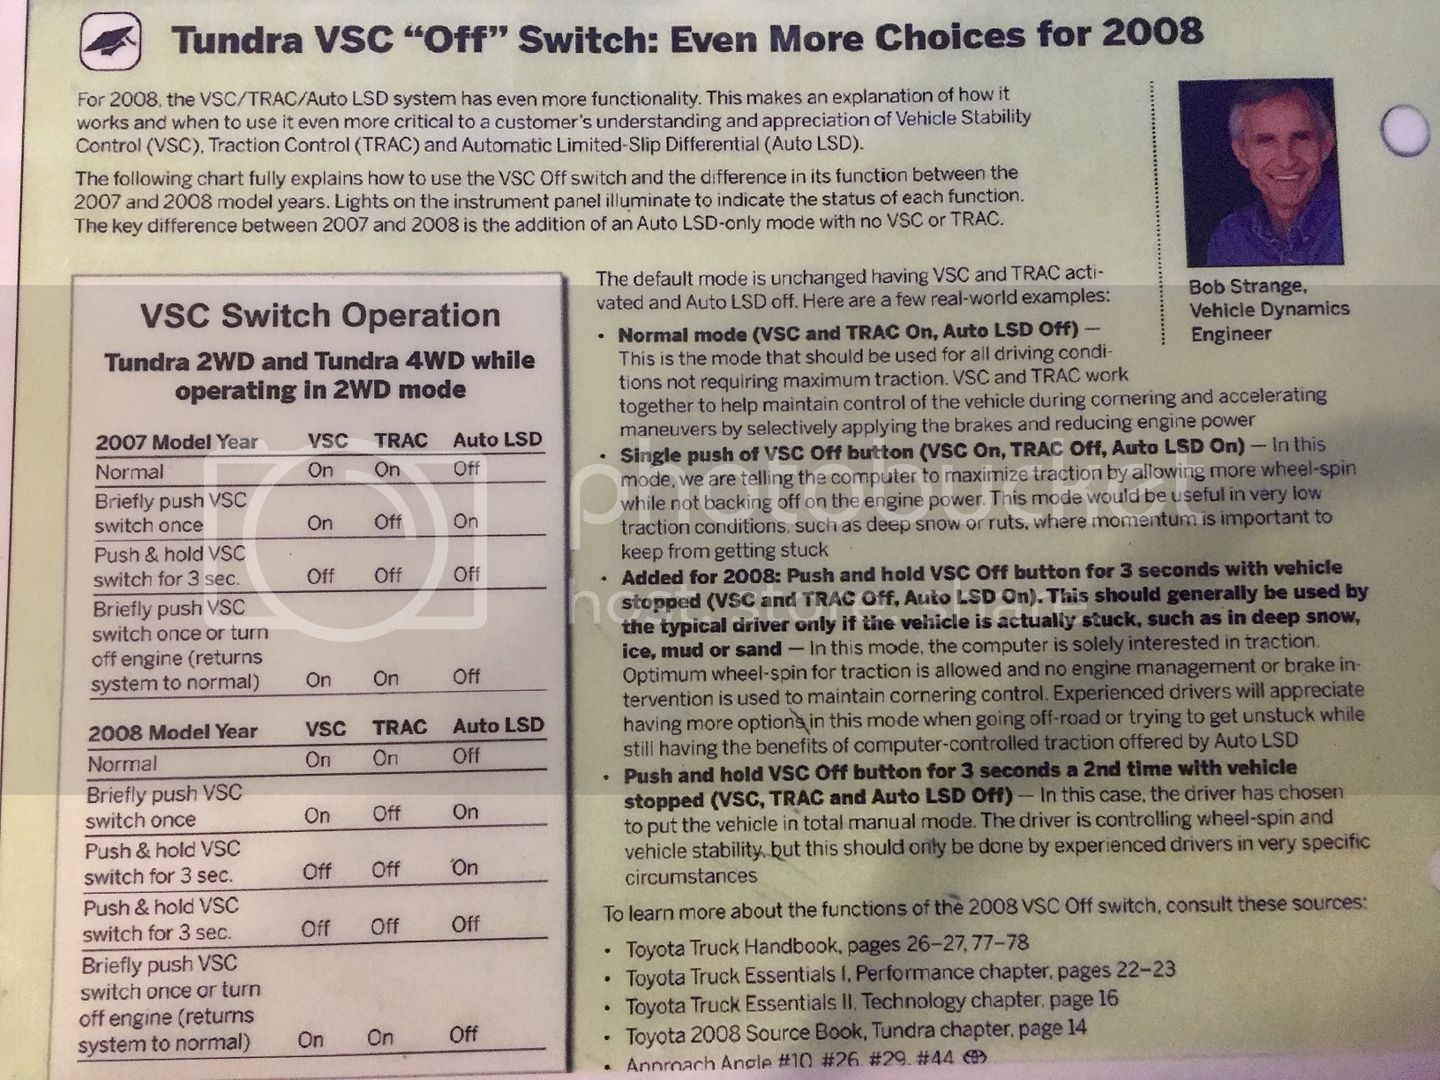 Tundra VSC “Off” Switch: Even More Choices for 2008
For 2008, the VSC/TRAC/Auto LSD system has even more functionality. This makes an explanation of how it
works and when to use it even more critical to a customer's understanding and appreciation of Vehicle Stability
Control (VSC), Traction Control (TRAC) and Automatic Limited-Slip Differential (Auto LSD).
The following chart fully explains how to use the VSC Off switch and the difference in its function between the
2007 and 2008 model years. Lights on the instrument panel illuminate to indicate the status of each function.
The key difference between 2007 and 2008 is the addition of an Auto LSD-only mode with no VSC or TRAC.
Bob Strange,
Vehicle Dynamics
Engineer
VSC Switch Operation
Tundra 2WD and Tundra 4WD while
operating in 2WD mode
2007 Model Year VSC TRAC Auto LSD
Normal On On Off
Briefly push VSC
switch once On Off On
Push & hold VSC
switch for 3 sec. Off Off Off
Briefly push VSC
switch once or turn
off engine (returns
system to normal) On On Off
2008 Model Year VSC TRAC Auto LSD
Normal On On Off
Briefly push VSC
switch once On Off On
Push & hold VSC
switch for 3 sec. Off Off On
Push & hold VSC
switch for 3 sec. Off Off Off
Briefly push VSC
switch once or turn
off engine (returns
system to normal) On On Off
The default mode is unchanged having VSC and TRAC acti-
vated and Auto LSD off. Here are a few real-world examples:
• Normal mode (VSC and TRAC On, Auto LSD Off) —
This is the mode that should be used for all driving condi-
tions not requiring maximum traction. VSC and TRAC work
together to help maintain control of the vehicle during cornering and accelerating
maneuvers by selectively applying the brakes and reducing engine power
• Single push of VSC Off button (VSC On, TRAC Off, Auto LSD On) — In this
mode, we are telling the computer to maximize traction by allowing more wheel-spin
while not backing off on the engine power. This mode would be useful in very low
traction conditions, such as deep snow or ruts, where momentum is important to
keep from getting stuck
• Added for 2008: Push and hold VSC Off button for 3 seconds with vehicle
stopped (VSC and TRAC Off, Auto LSD On). This should generally be used by
the typical driver only if the vehicle is actually stuck, such as in deep snow,
ice, mud or sand — In this mode, the computer is solely interested in traction.
Optimum wheel-spin for traction is allowed and no engine management or brake in-
tervention is used to maintain cornering control. Experienced drivers will appreciate
having more options in this mode when going off-road or trying to get unstuck while
still having the benefits of computer-controlled traction offered by Auto LSD
• Push and hold VSC Off button for 3 seconds a 2nd time with vehicle
stopped (VSC, TRAC and Auto LSD Off) — In this case, the driver has chosen
to put the vehicle in total manual mode. The driver is controlling wheel-spin and
vehicle stability, but this should only be done by experienced drivers in very specific
circumstances
To learn more about the functions of the 2008 VSC Off switch, consult these sources:
• Toyota Truck Handbook, pages 26–27, 77–78
• Toyota Truck Essentials I, Performance chapter, pages 22–23
• Toyota Truck Essentials II, Technology chapter, page 16
• Toyota 2008 Source Book, Tundra chapter, page 14
• Approach Angle #10, #26, #29, #44
photobucket
host. store. share.